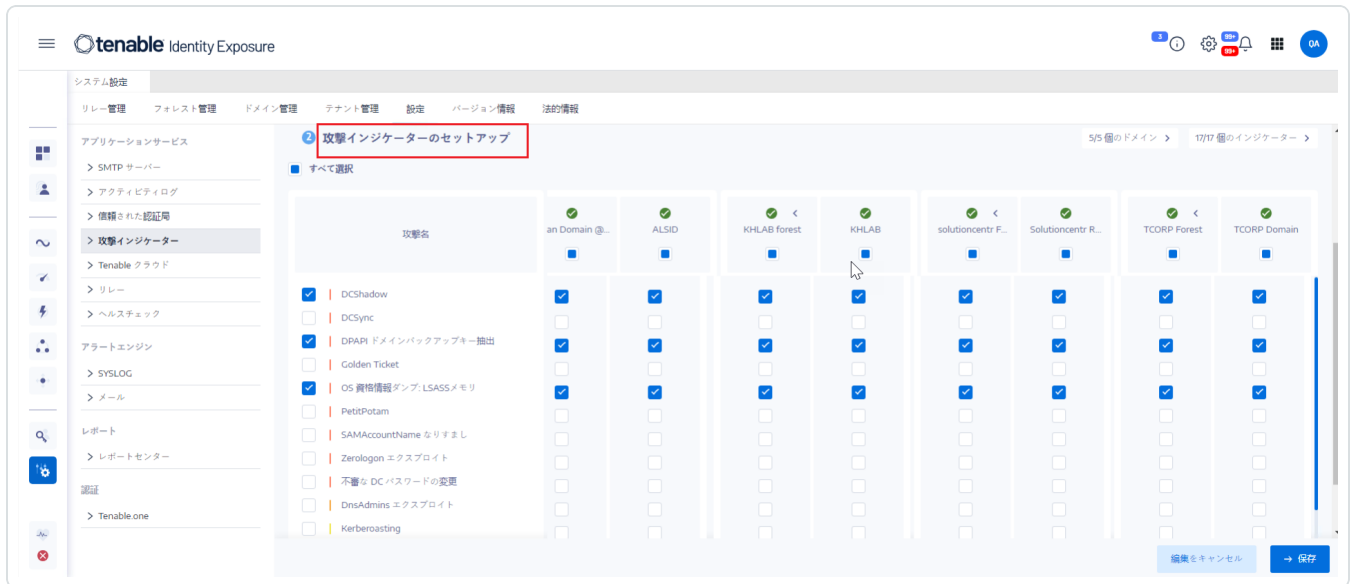 tenable Identity Exposure
3
99+
99+
QA
システム設定
リレー管理 フォレスト管理 ドメイン管理 テナント管理 設定 バージョン情報 法的情報
アプリケーションサービス
> SMTP サーバー
> アクティビティログ
> 信頼された認証局
> 攻撃インジケーター
> Tenable クラウド
> リレー
> ヘルスチェック
アラートエンジン
> SYSLOG
> メール
レポート
> レポートセンター
認証
> Tenable.one
2 攻撃インジケーターのセットアップ
5/5 個のドメイン > 17/17 個のインジケーター >
すべて選択
攻撃名
an Domain @... ALSID KHLAB forest KHLAB solutioncentr F... Solutioncentr R... TCORP Forest TCORP Domain
DCShadow
DCSync
DPAPI ドメインバックアップキー抽出
Golden Ticket
OS 資格情報ダンプ: LSASSメモリ
PetitPotam
SAMAccountName なりすまし
Zerologon エクスプロイト
不審な DC パスワードの変更
DnsAdmins エクスプロイト
Kerberoasting
編集をキャンセル → 保存